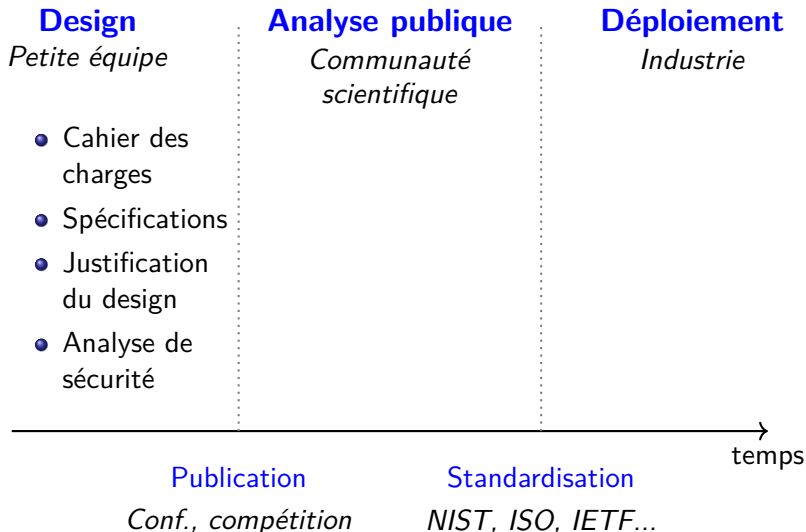 Design
Petite équipe
Cahier des
charges
Spécifications
Justification
du design
Analyse de
sécurité
Analyse publique
Communauté
scientifique
Déploiement
Industrie
temps
Publication
Conf., compétition
Standardisation
NIST, ISO, IETF...